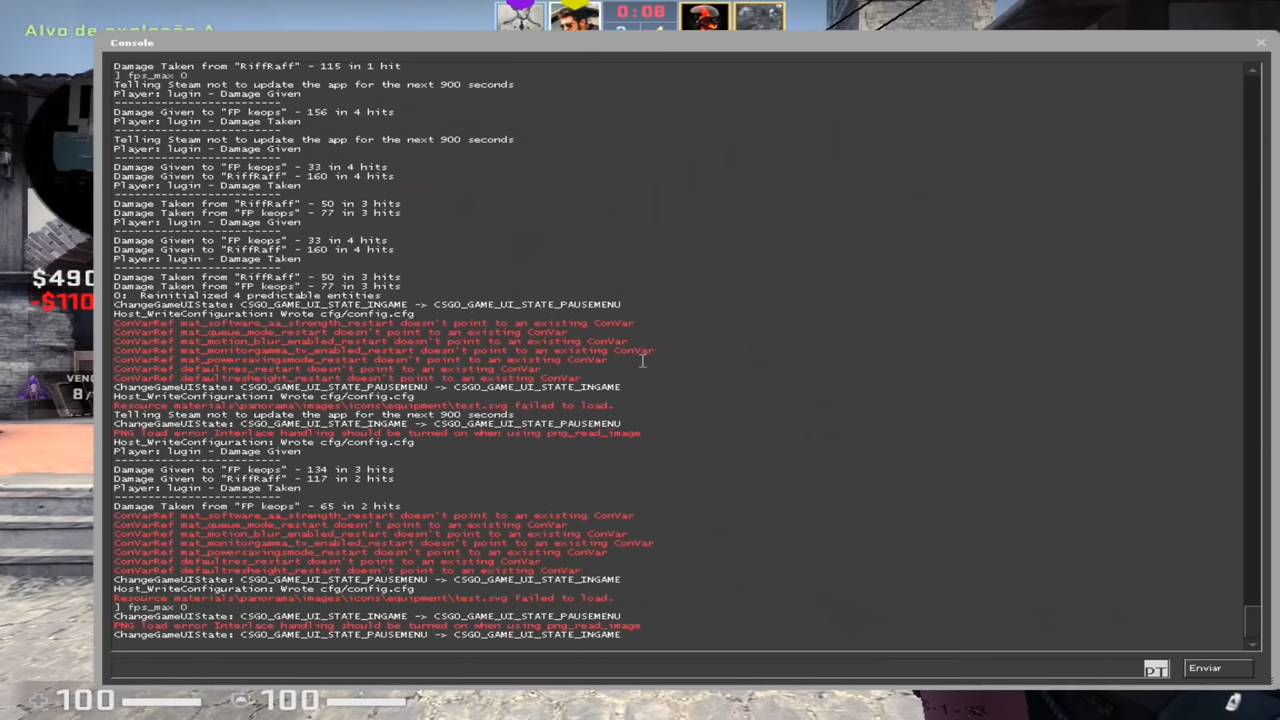 Alvo de explosão A
0:08
Console
Damage Taken from "RiffRaff" - 115 in 1 hit
] fps_max 0
Telling Steam not to update the app for the next 900 seconds
Player: lugin - Damage Given
-------------------------
Damage Given to "FP keops" - 156 in 4 hits
Player: lugin - Damage Taken
-------------------------
Telling Steam not to update the app for the next 900 seconds
Player: lugin - Damage Given
-------------------------
Damage Given to "FP keops" - 33 in 4 hits
Damage Given to "RiffRaff" - 160 in 4 hits
Player: lugin - Damage Taken
-------------------------
Damage Taken from "RiffRaff" - 50 in 3 hits
Damage Taken from "FP keops" - 77 in 3 hits
Player: lugin - Damage Given
-------------------------
Damage Given to "FP keops" - 33 in 4 hits
Damage Given to "RiffRaff" - 160 in 4 hits
Player: lugin - Damage Taken
-------------------------
Damage Taken from "RiffRaff" - 50 in 3 hits
Damage Taken from "FP keops" - 77 in 3 hits
0:  Reinitialized 4 predictable entities
ChangeGameUIState: CSGO_GAME_UI_STATE_INGAME -> CSGO_GAME_UI_STATE_PAUSEMENU
Host_WriteConfiguration: Wrote cfg/config.cfg
ConVarRef mat_software_aa_strength_restart doesn't point to an existing ConVar
ConVarRef mat_queue_mode_restart doesn't point to an existing ConVar
ConVarRef mat_motion_blur_enabled_restart doesn't point to an existing ConVar
ConVarRef mat_monitorgamma_tv_enabled_restart doesn't point to an existing ConVar
ConVarRef mat_powersavingsmode_restart doesn't point to an existing ConVar
ConVarRef defaultres_restart doesn't point to an existing ConVar
ConVarRef defaultresheight_restart doesn't point to an existing ConVar
ChangeGameUIState: CSGO_GAME_UI_STATE_PAUSEMENU -> CSGO_GAME_UI_STATE_INGAME
Host_WriteConfiguration: Wrote cfg/config.cfg
Resource materials\panorama\images\icons\equipment\test.svg failed to load.
Telling Steam not to update the app for the next 900 seconds
ChangeGameUIState: CSGO_GAME_UI_STATE_INGAME -> CSGO_GAME_UI_STATE_PAUSEMENU
PNG load error Interlace handling should be turned on when using png_read_image
Host_WriteConfiguration: Wrote cfg/config.cfg
Player: lugin - Damage Given
-------------------------
Damage Given to "FP keops" - 134 in 3 hits
Damage Given to "RiffRaff" - 117 in 2 hits
Player: lugin - Damage Taken
-------------------------
Damage Taken from "FP keops" - 65 in 2 hits
ConVarRef mat_software_aa_strength_restart doesn't point to an existing ConVar
ConVarRef mat_queue_mode_restart doesn't point to an existing ConVar
ConVarRef mat_motion_blur_enabled_restart doesn't point to an existing ConVar
ConVarRef mat_monitorgamma_tv_enabled_restart doesn't point to an existing ConVar
ConVarRef mat_powersavingsmode_restart doesn't point to an existing ConVar
ConVarRef defaultres_restart doesn't point to an existing ConVar
ConVarRef defaultresheight_restart doesn't point to an existing ConVar
ChangeGameUIState: CSGO_GAME_UI_STATE_PAUSEMENU -> CSGO_GAME_UI_STATE_INGAME
Host_WriteConfiguration: Wrote cfg/config.cfg
Resource materials\panorama\images\icons\equipment\test.svg failed to load.
] fps_max 0
ChangeGameUIState: CSGO_GAME_UI_STATE_INGAME -> CSGO_GAME_UI_STATE_PAUSEMENU
PNG load error Interlace handling should be turned on when using png_read_image
ChangeGameUIState: CSGO_GAME_UI_STATE_PAUSEMENU -> CSGO_GAME_UI_STATE_INGAME
$490
-$110
VEND
8/
PT
Enviar
100
100